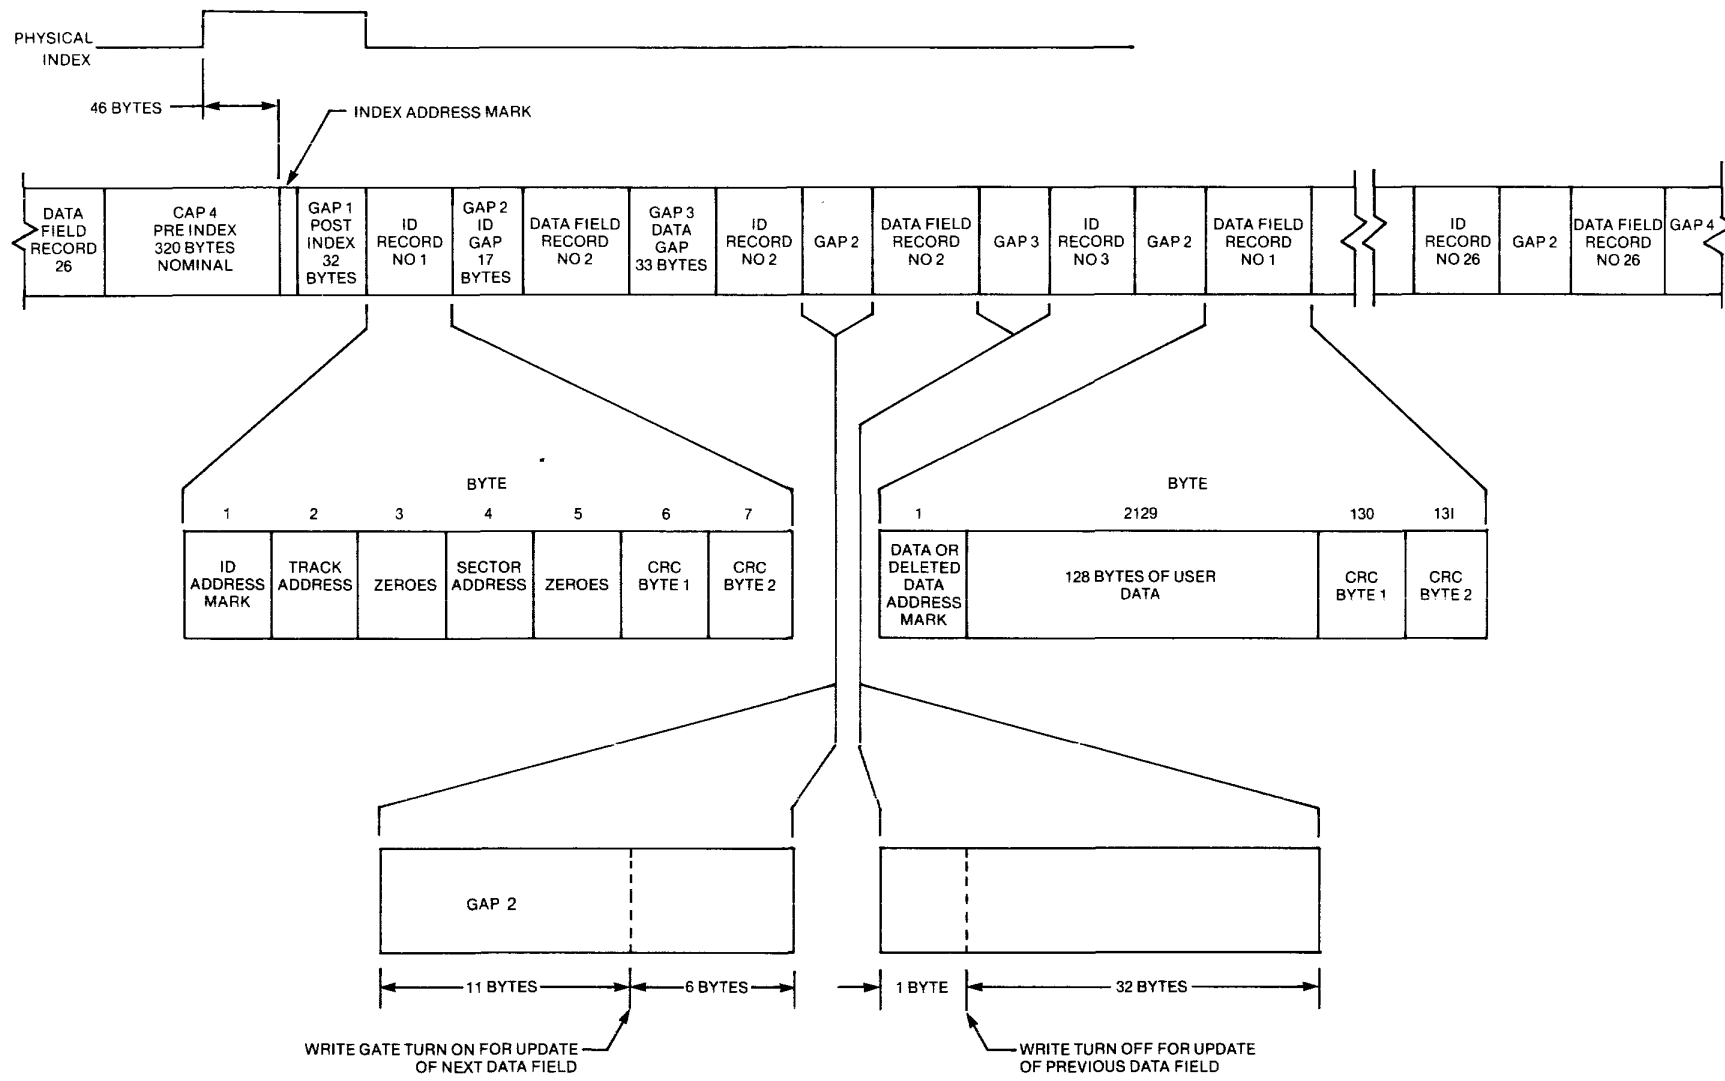 PHYSICAL
INDEX
46 BYTES
INDEX ADDRESS MARK
DATA
FIELD
RECORD
26
CAP 4
PRE INDEX
320 BYTES
NOMINAL
GAP 1
POST
INDEX
32
BYTES
ID
RECORD
NO 1
GAP 2
ID
GAP
17
BYTES
DATA FIELD
RECORD
NO 2
GAP 3
DATA
GAP
33 BYTES
ID
RECORD
NO 2
GAP 2
DATA FIELD
RECORD
NO 2
GAP 3
ID
RECORD
NO 3
GAP 2
DATA FIELD
RECORD
NO 1
ID
RECORD
NO 26
GAP 2
DATA FIELD
RECORD
NO 26
GAP 4
BYTE
1 2 3 4 5 6 7
ID
ADDRESS
MARK
TRACK
ADDRESS
ZEROES
SECTOR
ADDRESS
ZEROES
CRC
BYTE 1
CRC
BYTE 2
BYTE
1 2129 130 13I
DATA OR
DELETED
DATA
ADDRESS
MARK
128 BYTES OF USER
DATA
CRC
BYTE 1
CRC
BYTE 2
GAP 2
11 BYTES
6 BYTES
1 BYTE
32 BYTES
WRITE GATE TURN ON FOR UPDATE
OF NEXT DATA FIELD
WRITE TURN OFF FOR UPDATE
OF PREVIOUS DATA FIELD